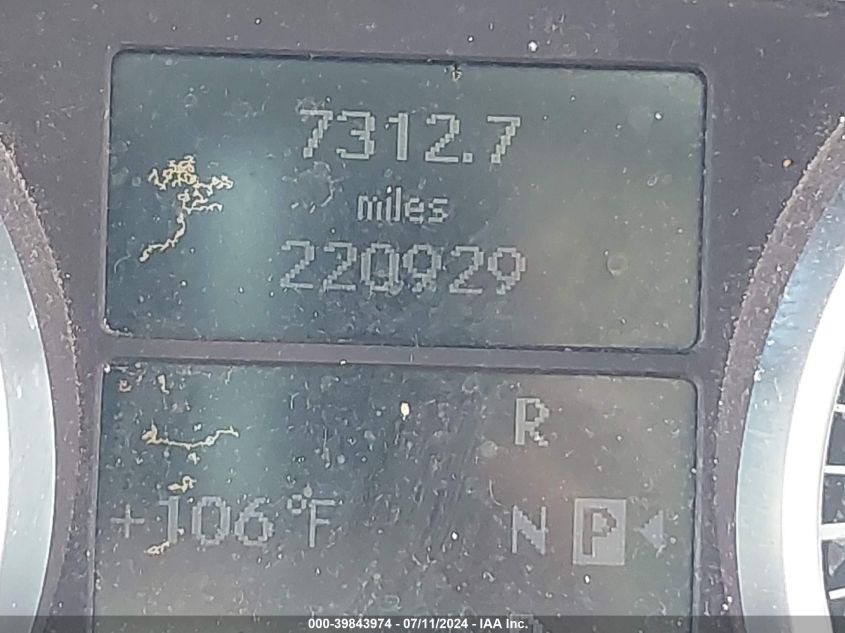 7312.7
miles
220929
R
+106°F N P
000-39843974 - 07/11/2024 - IAA Inc.